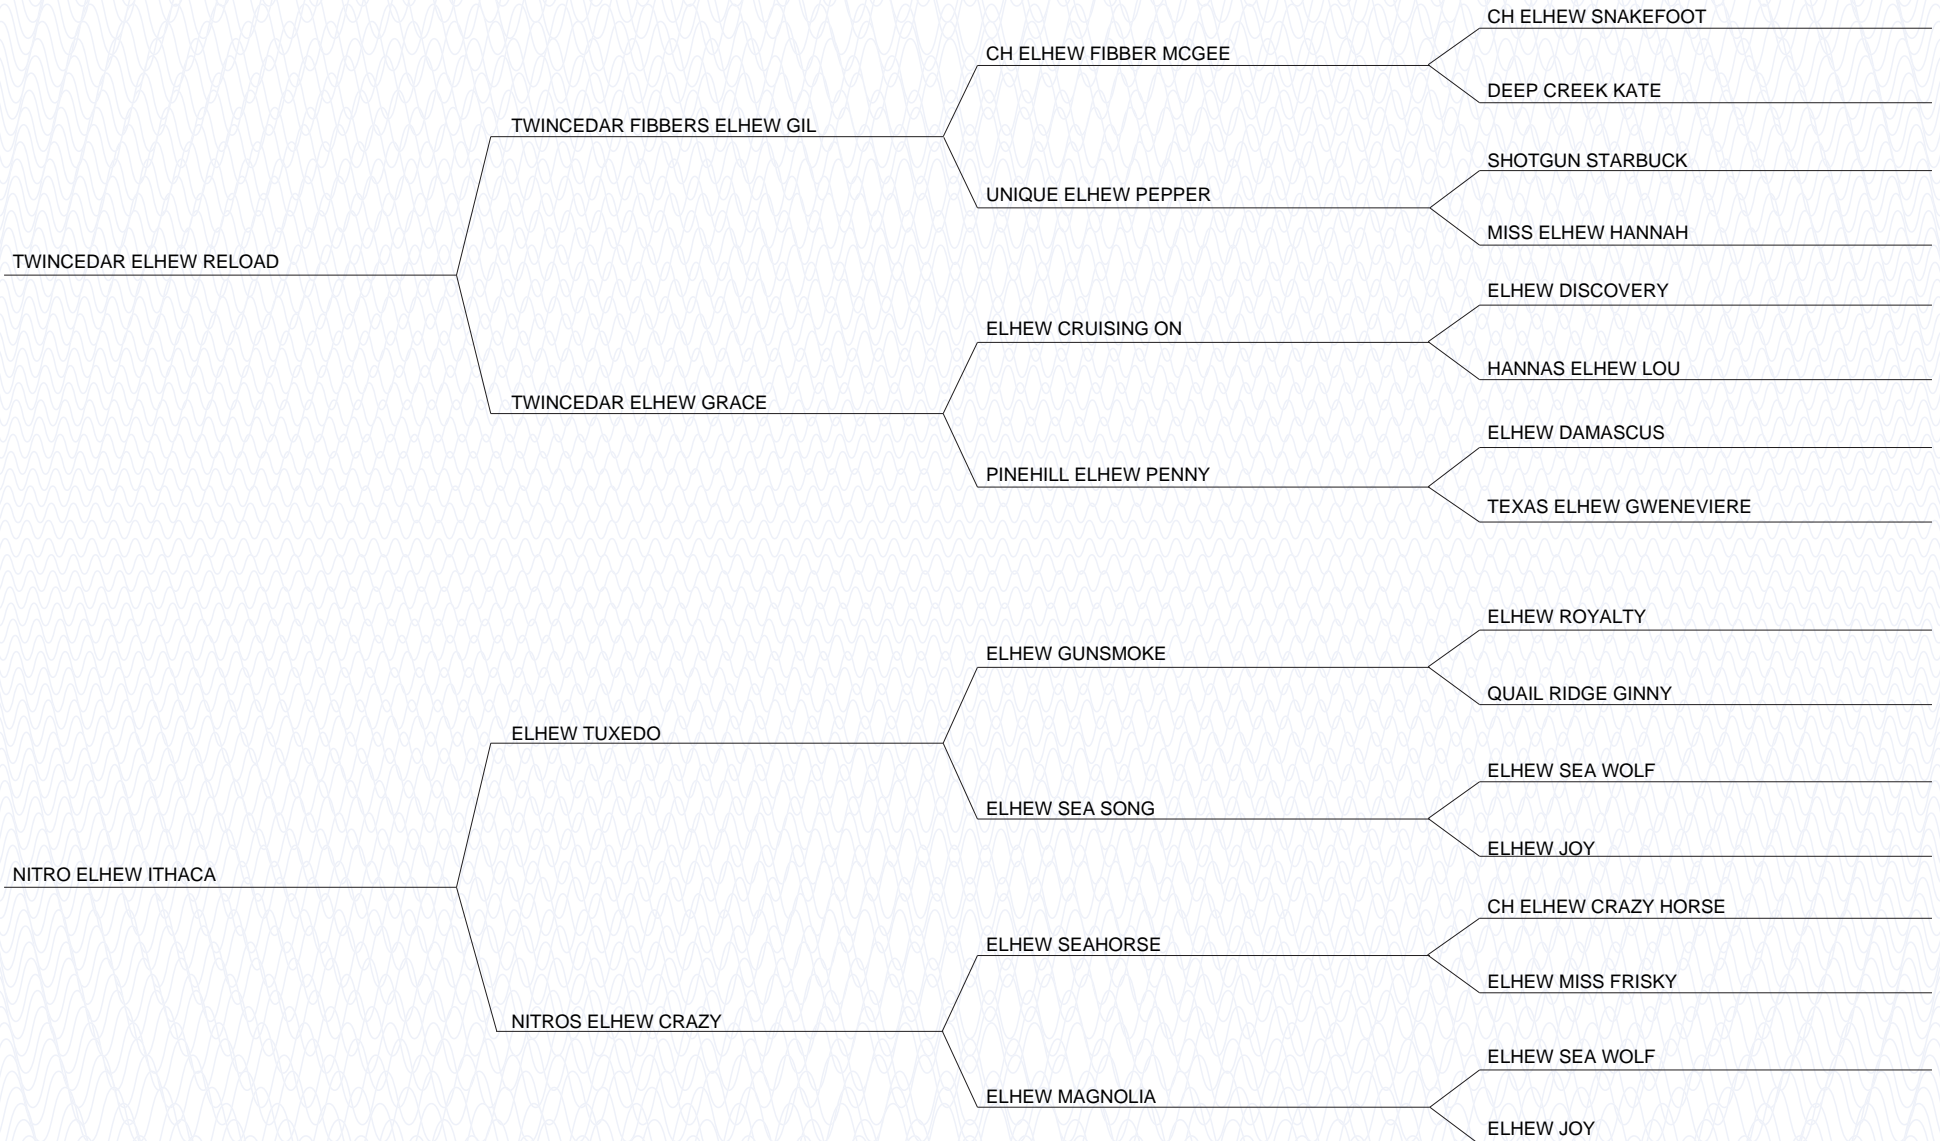 CH ELHEW SNAKEFOOT
CH ELHEW FIBBER MCGEE
DEEP CREEK KATE
TWINCEDAR FIBBERS ELHEW GIL
SHOTGUN STARBUCK
UNIQUE ELHEW PEPPER
MISS ELHEW HANNAH
TWINCEDAR ELHEW RELOAD
ELHEW DISCOVERY
ELHEW CRUISING ON
HANNAS ELHEW LOU
TWINCEDAR ELHEW GRACE
ELHEW DAMASCUS
PINEHILL ELHEW PENNY
TEXAS ELHEW GWENEVIERE
ELHEW ROYALTY
ELHEW GUNSMOKE
QUAIL RIDGE GINNY
ELHEW TUXEDO
ELHEW SEA WOLF
ELHEW SEA SONG
ELHEW JOY
NITRO ELHEW ITHACA
CH ELHEW CRAZY HORSE
ELHEW SEAHORSE
ELHEW MISS FRISKY
NITROS ELHEW CRAZY
ELHEW SEA WOLF
ELHEW MAGNOLIA
ELHEW JOY